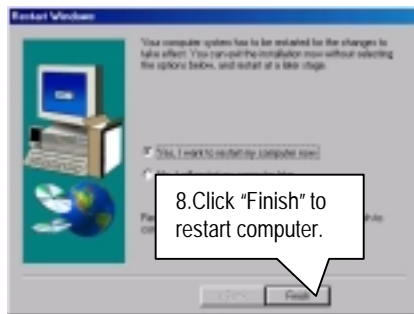 Restart Windows
Your computer system has to be restarted for the changes to
take effect. You can exit the installation now without selecting
the options below, and restart at a later stage.
Yes, I want to restart my computer now.
8.Click “Finish” to
restart computer.
Finish